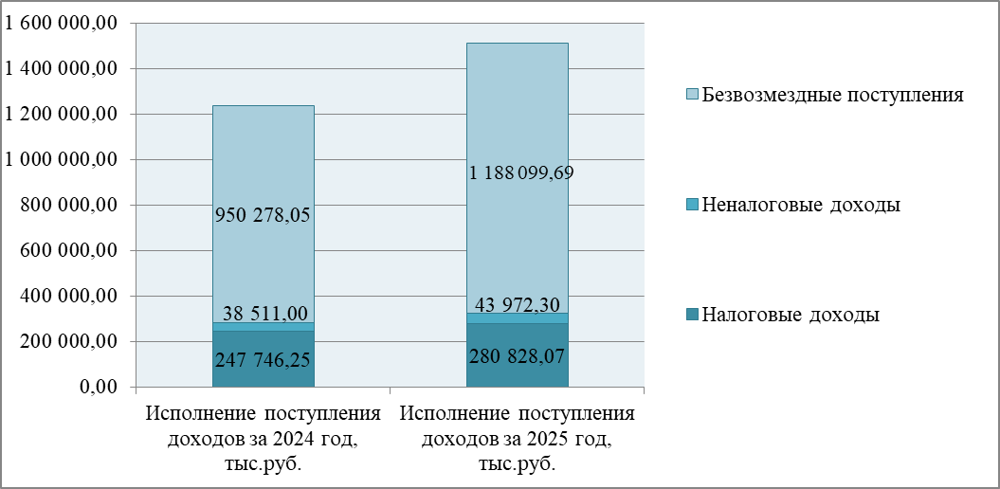 1 600 000,00
1 400 000,00
1 200 000,00
1 000 000,00
800 000,00
600 000,00
400 000,00
200 000,00
0,00
950 278,05
38 511,00
247 746,25
1 188 099,69
43 972,30
280 828,07
Исполнение поступления
доходов за 2024 год,
тыс.руб.
Исполнение поступления
доходов за 2025 год,
тыс.руб.
Безвозмездные поступления
Неналоговые доходы
Налоговые доходы